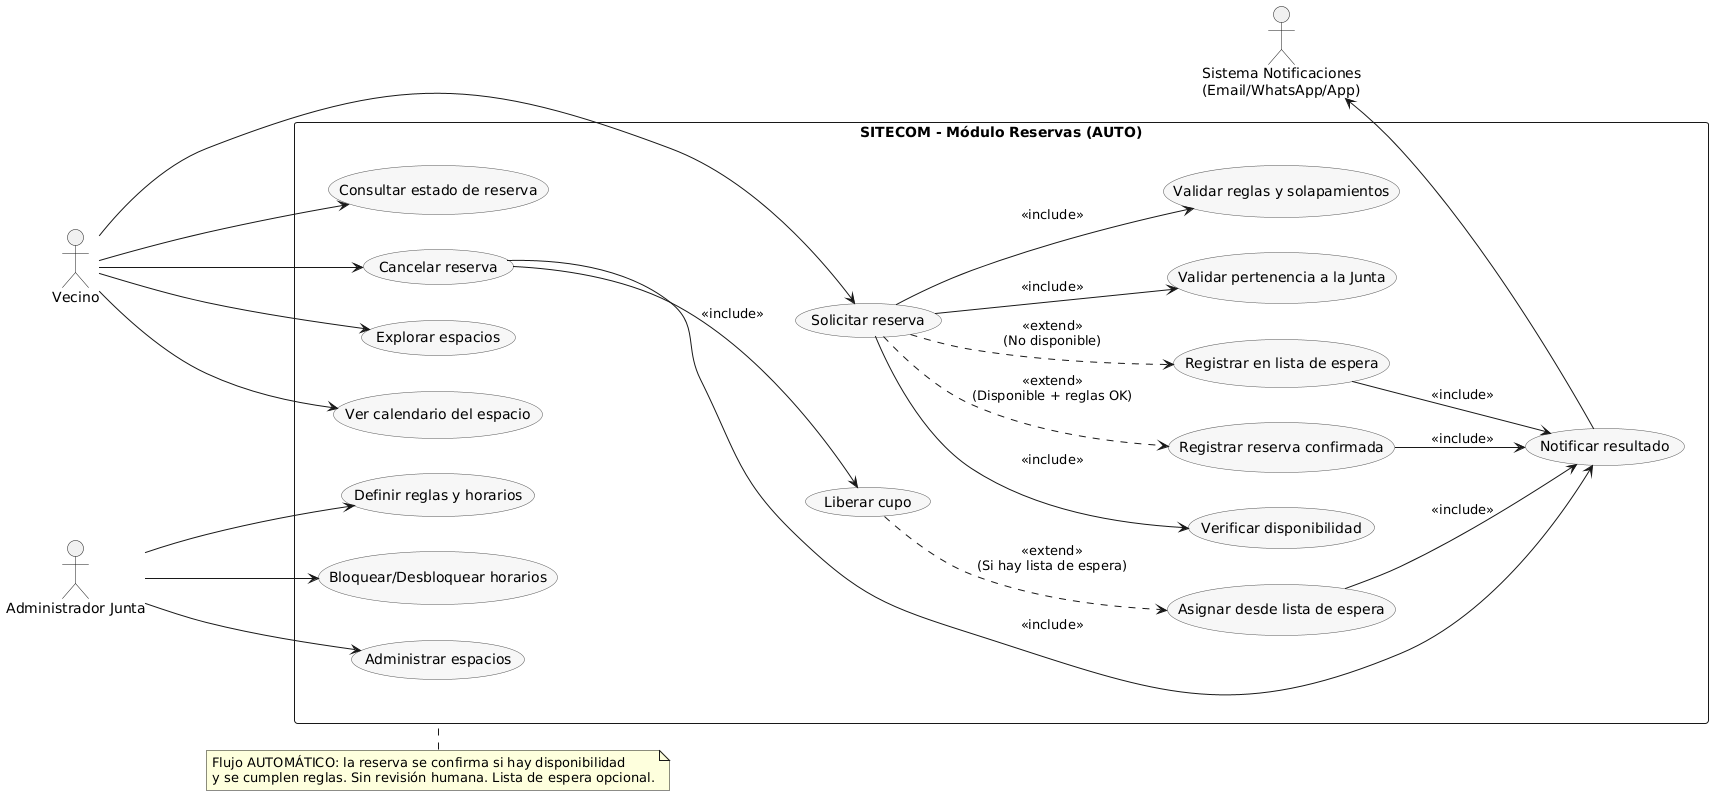 Sistema Notificaciones
(Email/WhatsApp/App)
SITECOM - Módulo Reservas (AUTO)
Consultar estado de reserva
Validar reglas y solapamientos
«include»
Vecino
Cancelar reserva
Validar pertenencia a la Junta
«include»
«include»
Solicitar reserva
Explorar espacios
«extend»
(No disponible)
Registrar en lista de espera
«extend»
(Disponible + reglas OK)
«include»
Ver calendario del espacio
Registrar reserva confirmada
«include»
Notificar resultado
«include»
Definir reglas y horarios
Liberar cupo
«include»
Verificar disponibilidad
«extend»
(Si hay lista de espera)
Bloquear/Desbloquear horarios
Administrador Junta
Asignar desde lista de espera
«include»
Administrar espacios
Flujo AUTOMÁTICO: la reserva se confirma si hay disponibilidad
y se cumplen reglas. Sin revisión humana. Lista de espera opcional.